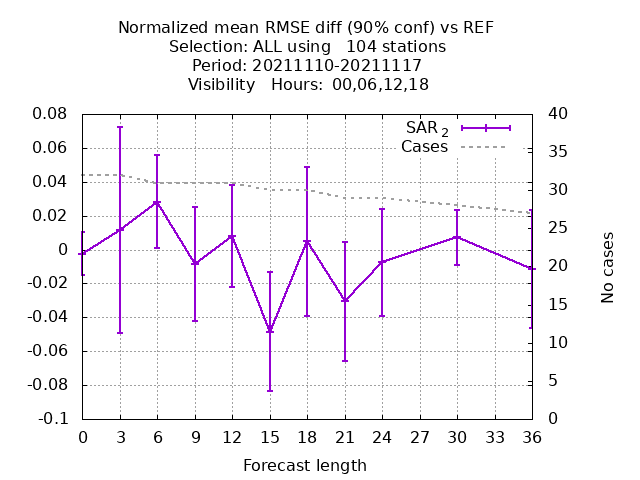 Normalized mean RMSE diff (90% conf) vs REF
Selection: ALL using   104 stations
Period: 20211110-20211117
Visibility   Hours: 00,06,12,18
SAR 2
Cases
0.08
0.06
0.04
0.02
0
-0.02
-0.04
-0.06
-0.08
-0.1
40
35
30
25
20
15
10
5
0
No cases
0 3 6 9 12 15 18 21 24 27 30 33 36
Forecast length